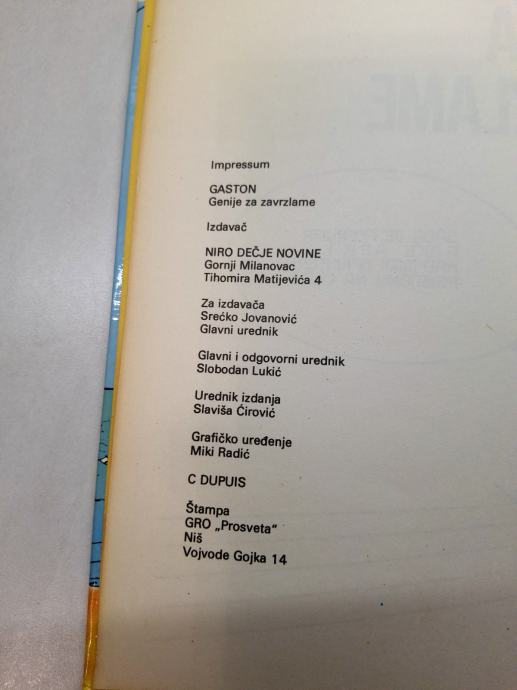 Impressum
GASTON
Genije za zavrzlame
Izdavač
NIRO DEČJE NOVINE
Gornji Milanovac
Tihomira Matijevića 4
Za izdavača
Srećko Jovanović
Glavni urednik
Glavni i odgovorni urednik
Slobodan Lukić
Urednik izdanja
Slaviša Ćirović
Grafičko uređenje
Miki Radić
C DUPUIS
Štampa
GRO „Prosveta"
Niš
Vojvode Gojka 14